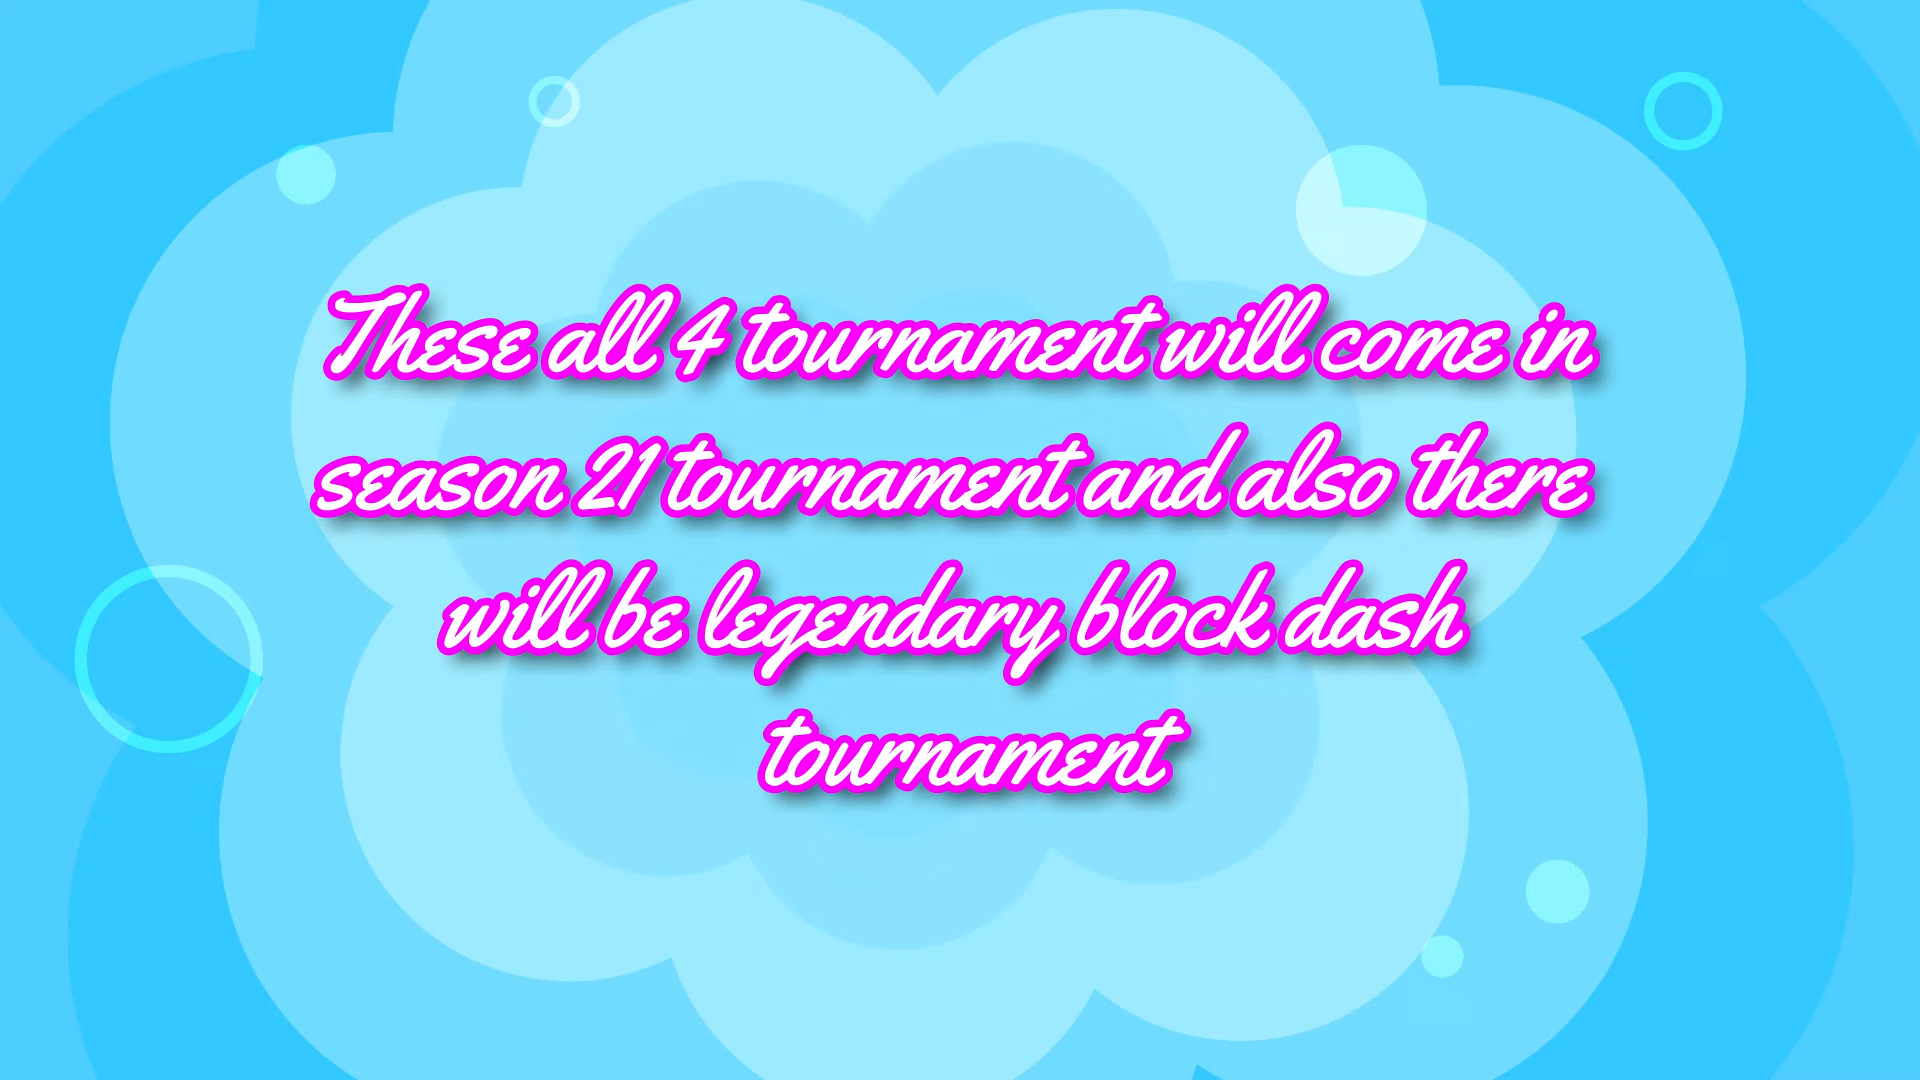 These all 4 tournament will come in
season 21 tournament and also there
will be legendary block dash
tournament